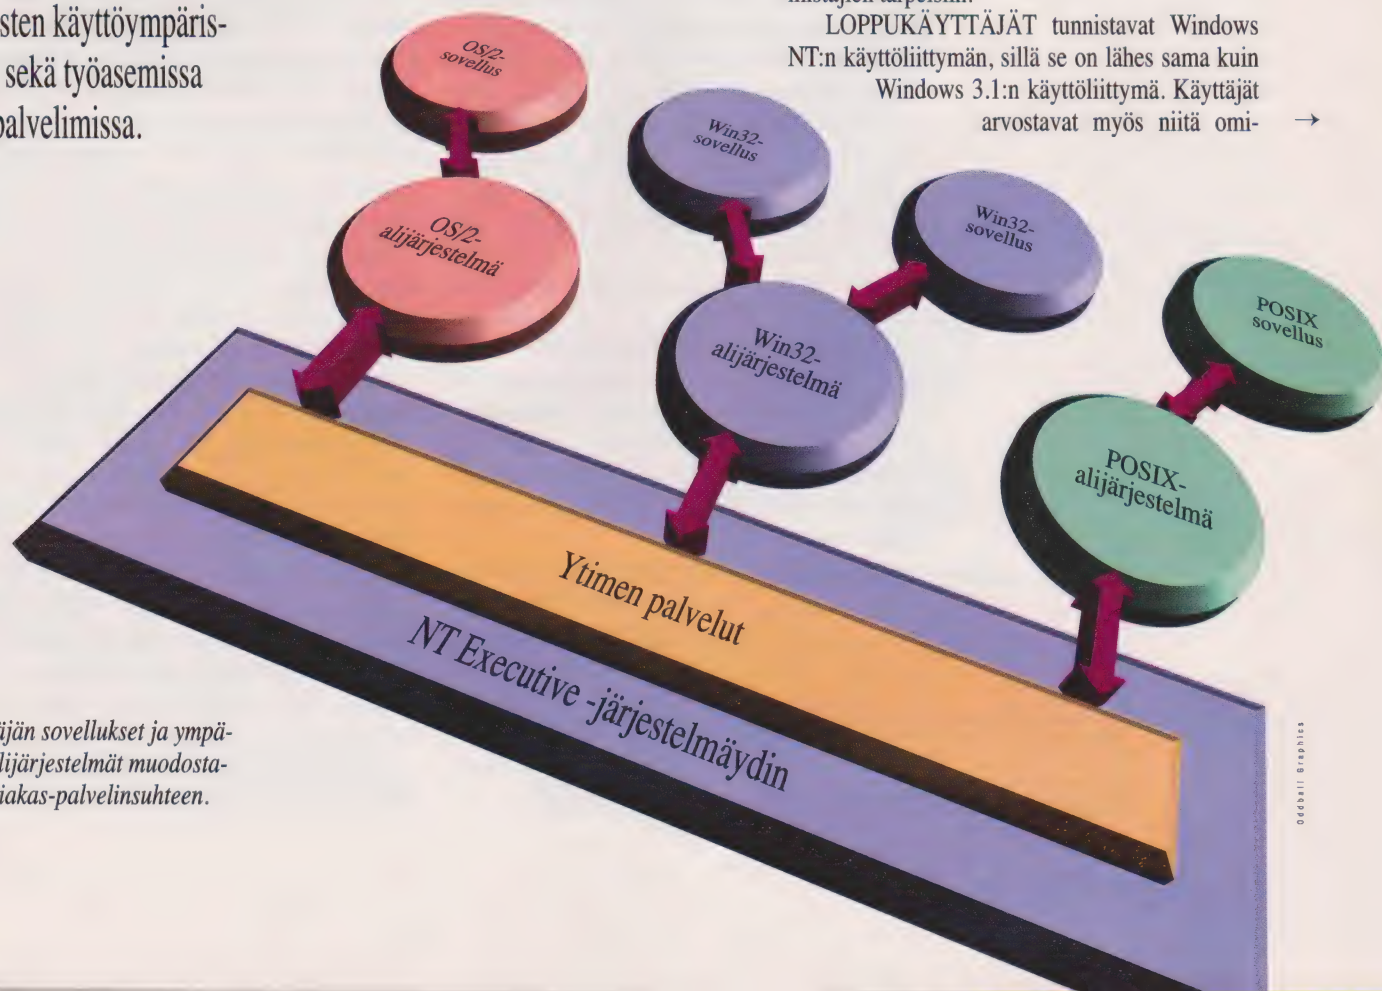 sten käyttöympäris-
sekä työasemissa
palvelimissa.
LOPPUKÄYTTÄJÄT tunnistavat Windows
NT:n käyttöliittymän, sillä se on lähes sama kuin
Windows 3.1:n käyttöliittymä. Käyttäjät
arvostavat myös niitä omi- →
OS/2-
sovellus
OS/2-
alijärjestelmä
Win32-
sovellus
Win32-
sovellus
Win32-
alijärjestelmä
POSIX
sovellus
POSIX-
alijärjestelmä
Ytimen palvelut
NT Executive -järjestelmäydin
äjän sovellukset ja ympä-
lijärjestelmät muodosta-
iakas-palvelinsuhteen.
Oddball Graphics